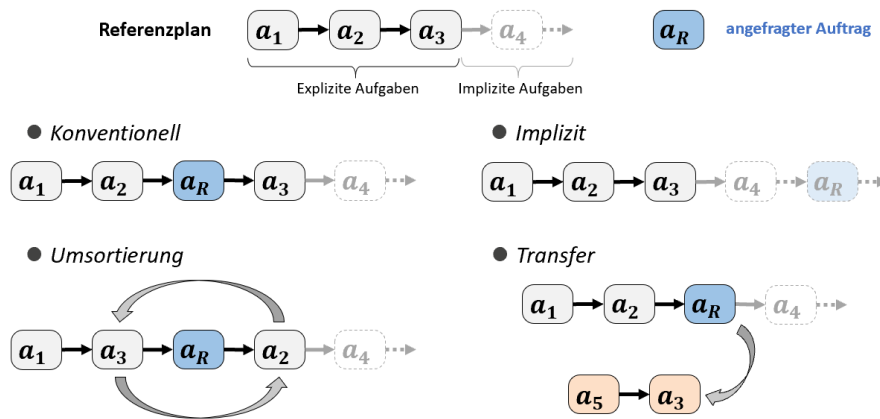 Referenzplan a1 a2 a3 a4 aR angefragter Auftrag
Explizite Aufgaben Implizite Aufgaben
Konventionell
a1 a2 aR a3 a4
Implizit
a1 a2 a3 a4 aR
Umsortierung
a1 a3 aR a2 a4
Transfer
a1 a2 aR a4
a5 a3